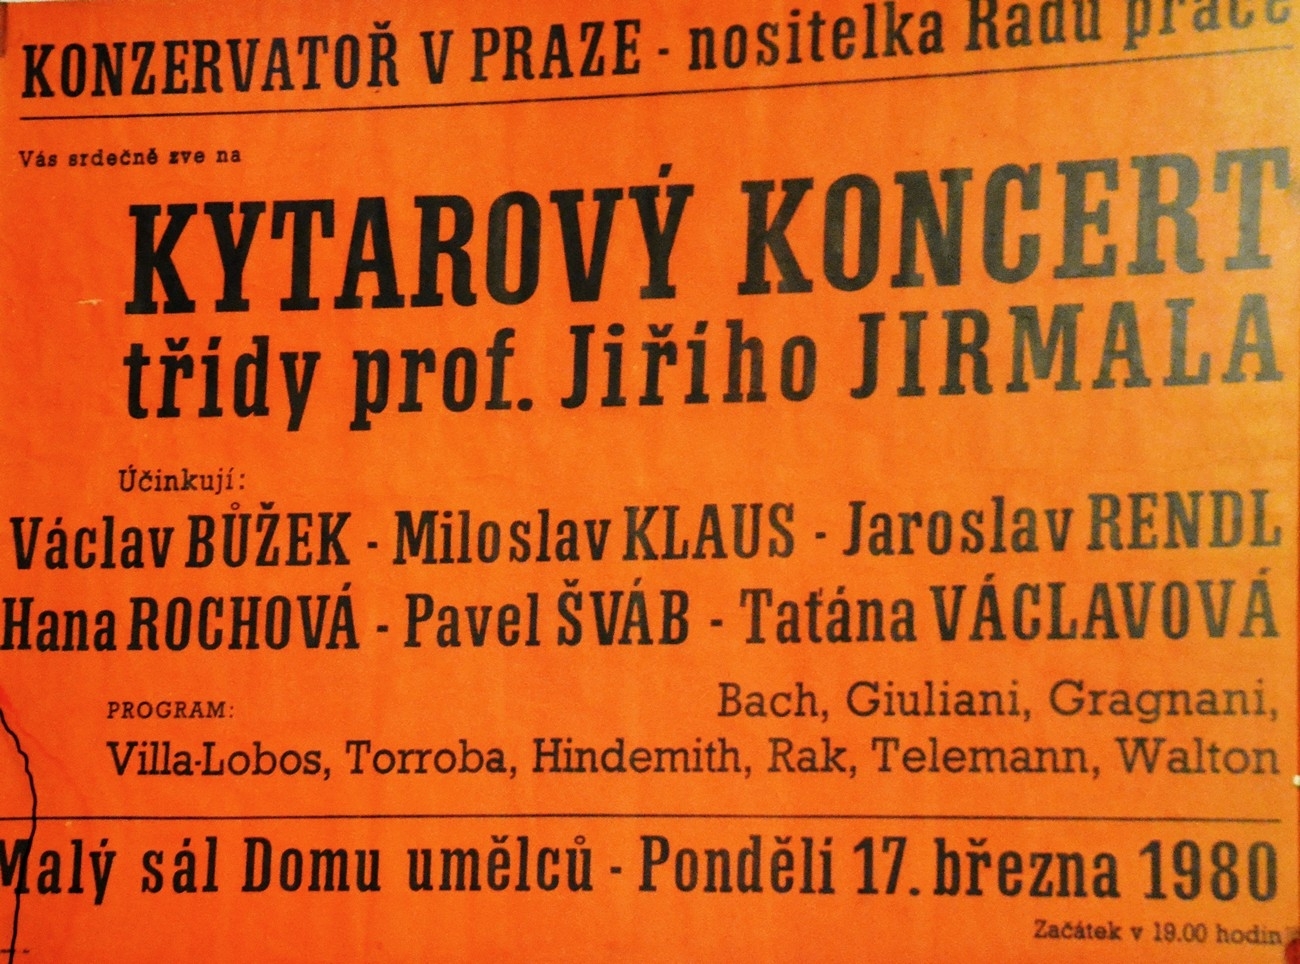 KONZERVATOŘ V PRAZE - nositelka Řádu práce
Vás srdečně zve na
KYTAROVÝ KONCERT
třídy prof. Jiřího JIRMALA
Účinkují:
Václav BŮŽEK - Miloslav KLAUS - Jaroslav RENDL
Hana ROCHOVÁ - Pavel ŠVÁB - Taťána VÁCLAVOVÁ
PROGRAM: Bach, Giuliani, Gragnani,
Villa-Lobos, Torroba, Hindemith, Rak, Telemann, Walton
Malý sál Domu umělců - Pondělí 17. března 1980
Začátek v 19.00 hodin